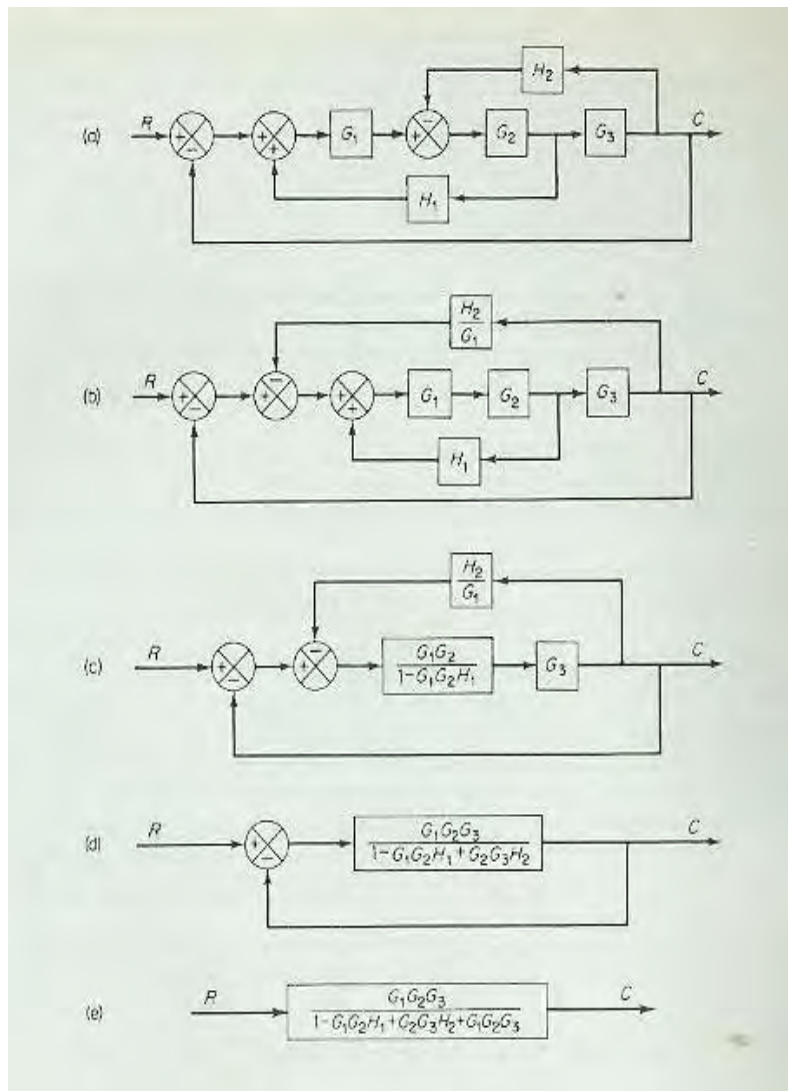 H₂
(a) R + − + + G₁ − + G₂ G₃ C
H₁
H₂
G₁
(b) R + − − + + + G₁ G₂ G₃ C
H₁
H₂
G₁
(c) R + − − + G₁G₂ G₃ C
1−G₁G₂H₁
(d) R + − G₁G₂G₃ C
1−G₁G₂H₁+G₂G₃H₂
(e) R G₁G₂G₃ C
1−G₁G₂H₁+G₂G₃H₂+G₁G₂G₃